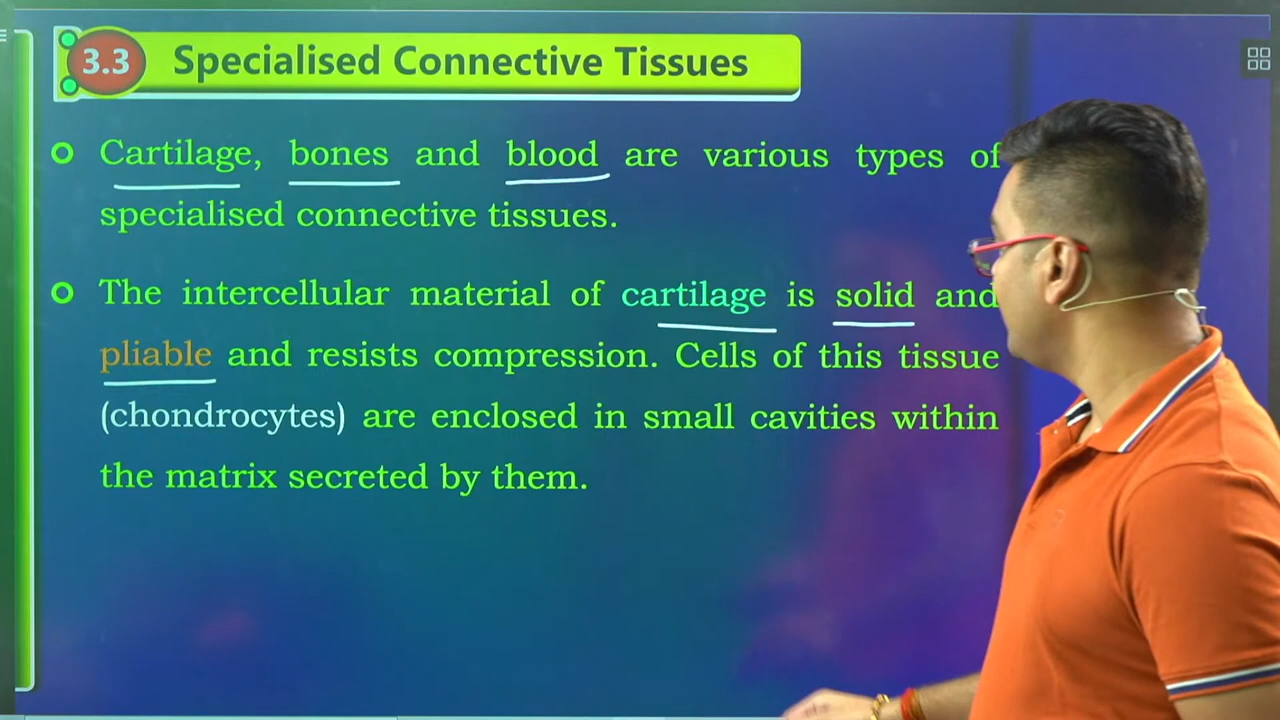 3.3 Specialised Connective Tissues
Cartilage, bones and blood are various types of
specialised connective tissues.
The intercellular material of cartilage is solid and
pliable and resists compression. Cells of this tissue
(chondrocytes) are enclosed in small cavities within
the matrix secreted by them.